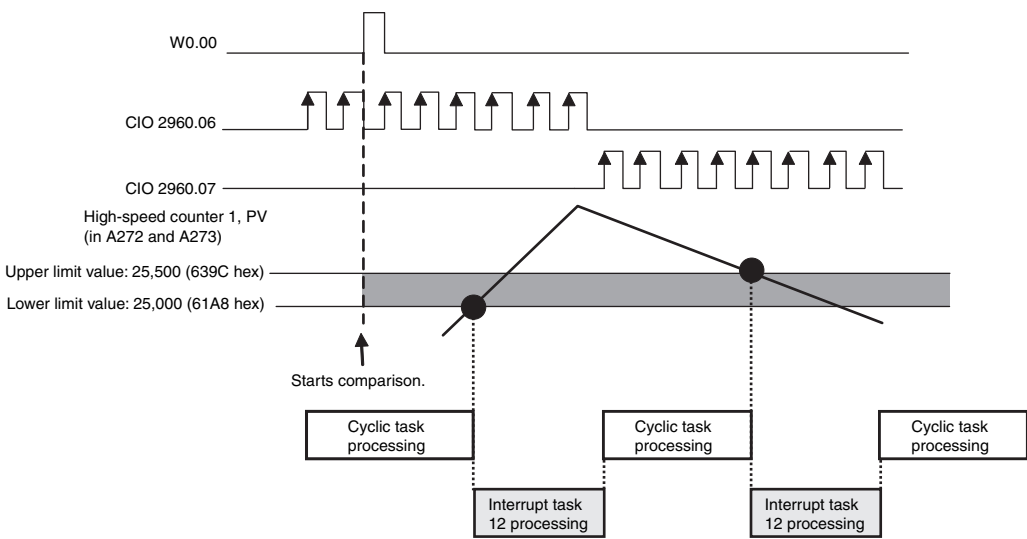 W0.00
CIO 2960.06
CIO 2960.07
High-speed counter 1, PV
(in A272 and A273)
Upper limit value: 25,500 (639C hex)
Lower limit value: 25,000 (61A8 hex)
Starts comparison.
Cyclic task
processing
Cyclic task
processing
Cyclic task
processing
Interrupt task
12 processing
Interrupt task
12 processing